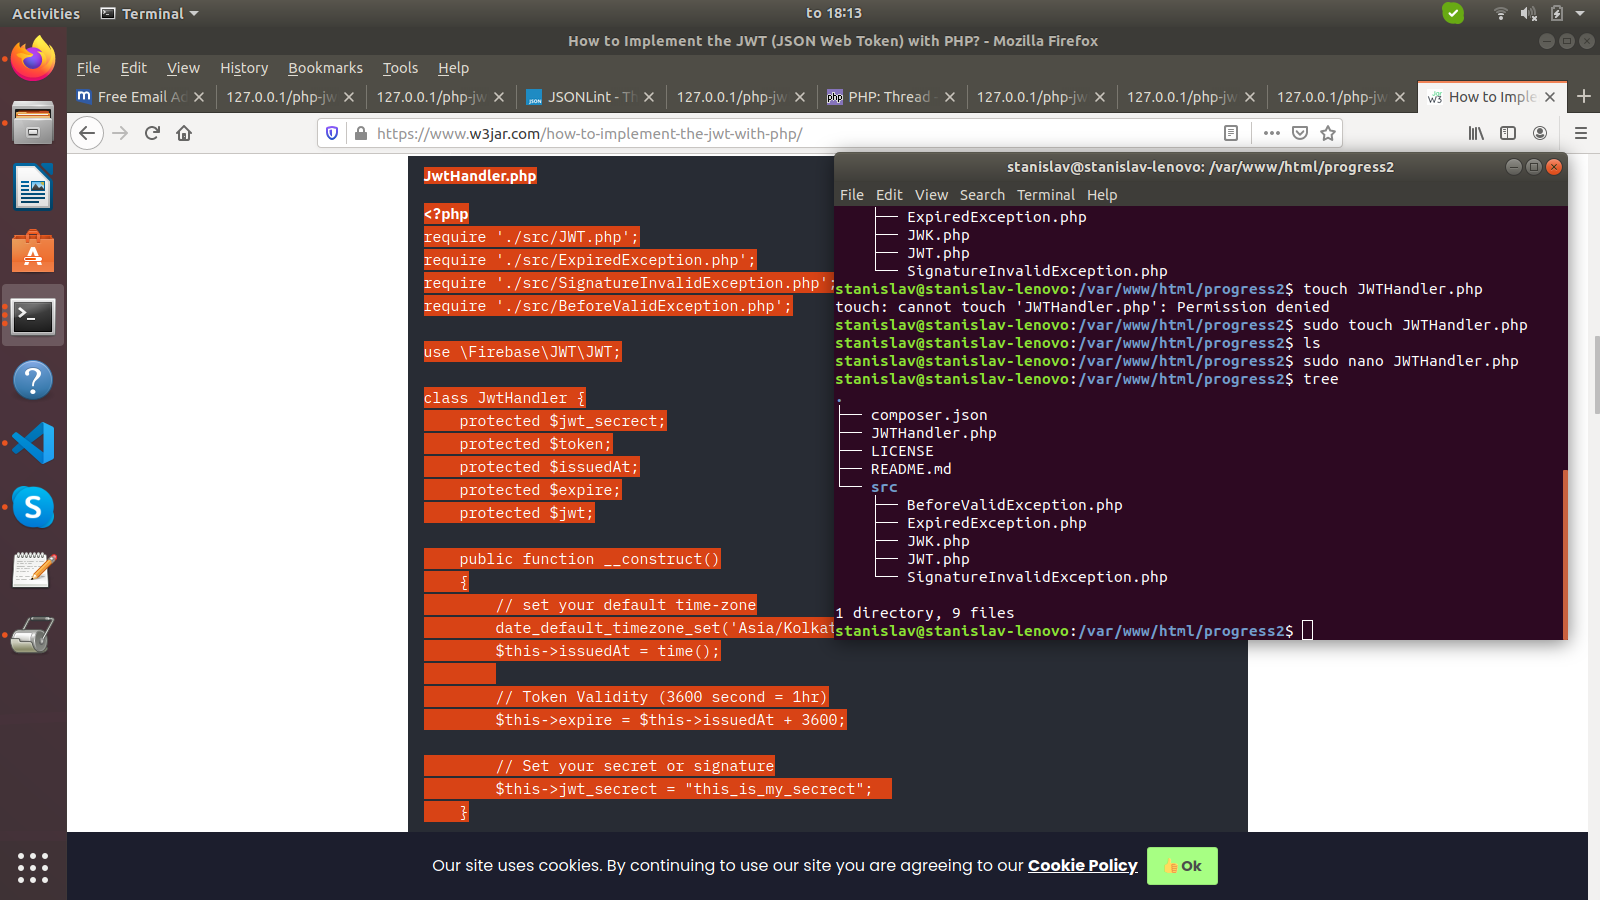 Activities
Terminal
to 18:13
How to Implement the JWT (JSON Web Token) with PHP? - Mozilla Firefox
File Edit View History Bookmarks Tools Help
Free Email Ad
127.0.0.1/php-jw
127.0.0.1/php-jw
JSON
JSONLint - Th
127.0.0.1/php-jw
php
PHP: Thread -
127.0.0.1/php-jw
127.0.0.1/php-jw
127.0.0.1/php-jw
W3
How to Imple
https://www.w3jar.com/how-to-implement-the-jwt-with-php/
JwtHandler.php
<?php
require './src/JWT.php';
require './src/ExpiredException.php';
require './src/SignatureInvalidException.php';
require './src/BeforeValidException.php';
use \Firebase\JWT\JWT;
class JwtHandler {
protected $jwt_secrect;
protected $token;
protected $issuedAt;
protected $expire;
protected $jwt;
public function __construct()
{
// set your default time-zone
date_default_timezone_set('Asia/Kolkat
$this->issuedAt = time();
// Token Validity (3600 second = 1hr)
$this->expire = $this->issuedAt + 3600;
// Set your secret or signature
$this->jwt_secrect = "this_is_my_secrect";
}
stanislav@stanislav-lenovo: /var/www/html/progress2
File Edit View Search Terminal Help
├── ExpiredException.php
├── JWK.php
├── JWT.php
└── SignatureInvalidException.php
stanislav@stanislav-lenovo:/var/www/html/progress2$ touch JWTHandler.php
touch: cannot touch 'JWTHandler.php': Permission denied
stanislav@stanislav-lenovo:/var/www/html/progress2$ sudo touch JWTHandler.php
stanislav@stanislav-lenovo:/var/www/html/progress2$ ls
stanislav@stanislav-lenovo:/var/www/html/progress2$ sudo nano JWTHandler.php
stanislav@stanislav-lenovo:/var/www/html/progress2$ tree
.
├── composer.json
├── JWTHandler.php
├── LICENSE
├── README.md
└── src
├── BeforeValidException.php
├── ExpiredException.php
├── JWK.php
├── JWT.php
└── SignatureInvalidException.php
1 directory, 9 files
stanislav@stanislav-lenovo:/var/www/html/progress2$
Our site uses cookies. By continuing to use our site you are agreeing to our Cookie Policy
👍Ok